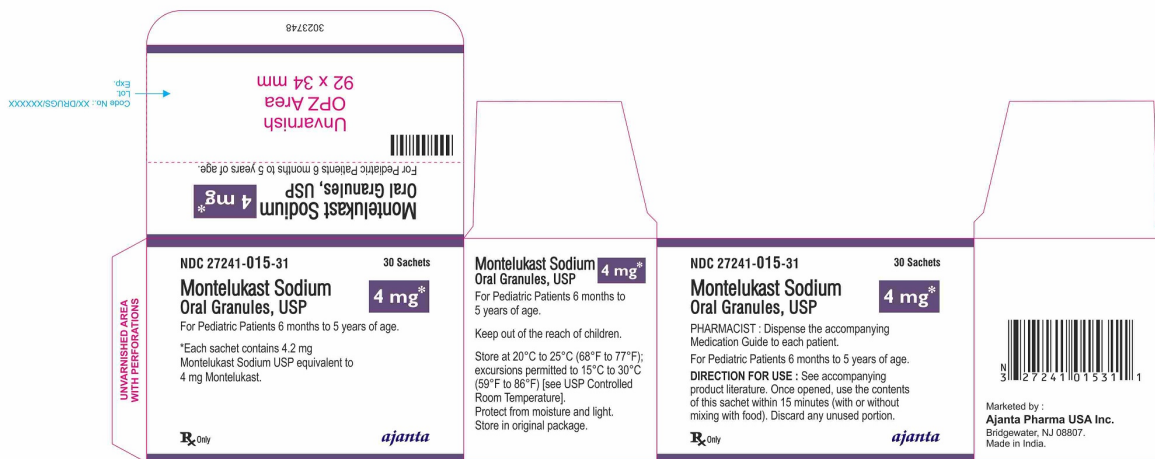 3023748
Unvarnish
OPZ Area
92 x 34 mm
Code No.: XX/DRUGS/XXXXXX
Lot.
Exp.
For Pediatric Patients 6 months to 5 years of age.
Montelukast Sodium
Oral Granules, USP
4 mg*
UNVARNISHED AREA
WITH PERFORATIONS
NDC 27241-015-31
30 Sachets
Montelukast Sodium
Oral Granules, USP
4 mg*
For Pediatric Patients 6 months to 5 years of age.
*Each sachet contains 4.2 mg
Montelukast Sodium USP equivalent to
4 mg Montelukast.
Rx Only
ajanta
Montelukast Sodium
Oral Granules, USP
4 mg*
For Pediatric Patients 6 months to
5 years of age.
Keep out of the reach of children.
Store at 20°C to 25°C (68°F to 77°F);
excursions permitted to 15°C to 30°C
(59°F to 86°F) [see USP Controlled
Room Temperature].
Protect from moisture and light.
Store in original package.
NDC 27241-015-31
30 Sachets
Montelukast Sodium
Oral Granules, USP
4 mg*
PHARMACIST : Dispense the accompanying
Medication Guide to each patient.
For Pediatric Patients 6 months to 5 years of age.
DIRECTION FOR USE : See accompanying
product literature. Once opened, use the contents
of this sachet within 15 minutes (with or without
mixing with food). Discard any unused portion.
Rx Only
ajanta
N
3 27241 01531 1
Marketed by :
Ajanta Pharma USA Inc.
Bridgewater, NJ 08807.
Made in India.